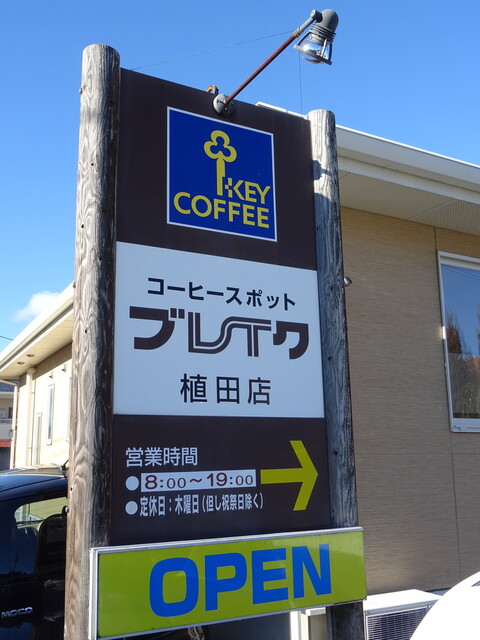 KEY
COFFEE
コーヒースポット
ブレイク
植田店
営業時間
●8:00〜19:00
●定休日：木曜日(但し祝祭日除く)
OPEN
MOCO